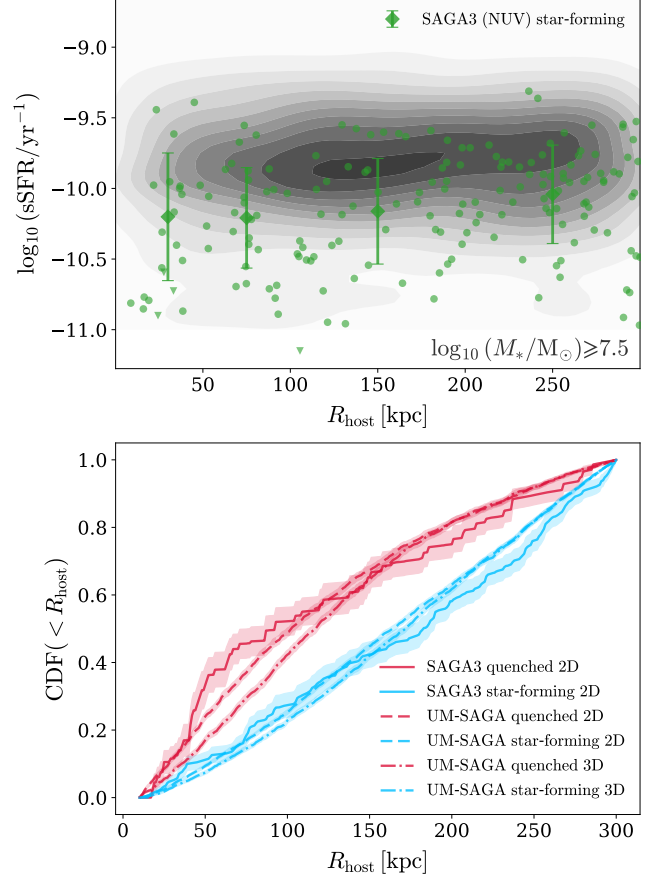 SAGA3 (NUV) star-forming
−9.0
−9.5
−10.0
−10.5
−11.0
log₁₀ (sSFR/yr⁻¹)
log₁₀ (M*/M☉)⩾7.5
50 100 150 200 250
R_host [kpc]
1.0
0.8
0.6
0.4
0.2
0.0
CDF(< R_host)
SAGA3 quenched 2D
SAGA3 star-forming 2D
UM-SAGA quenched 2D
UM-SAGA star-forming 2D
UM-SAGA quenched 3D
UM-SAGA star-forming 3D
0 50 100 150 200 250 300
R_host [kpc]